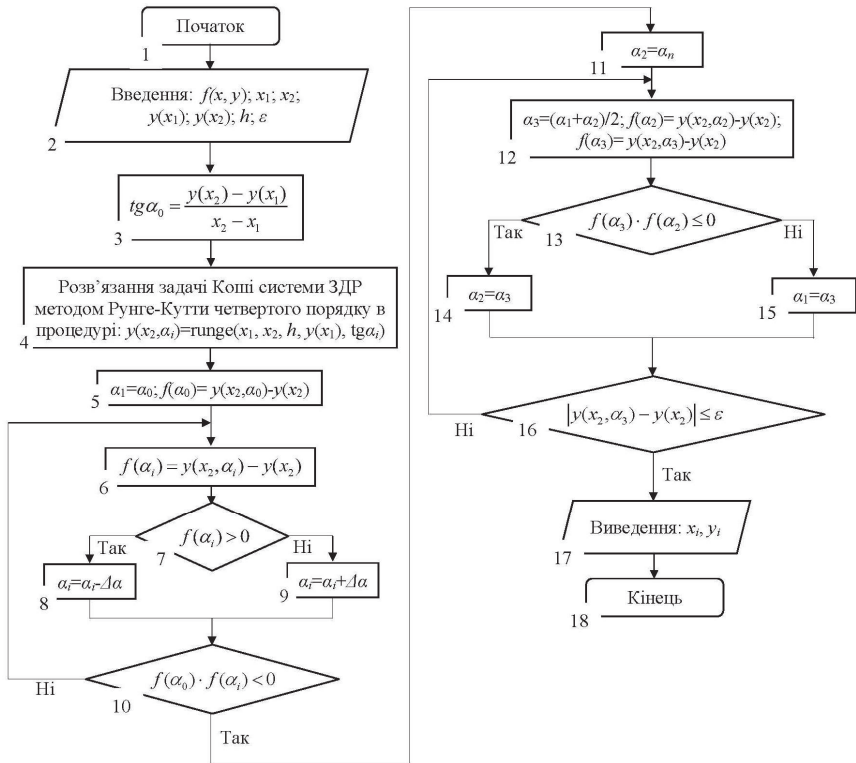 Початок
1
Введення: f(x, y); x₁; x₂;
y(x₁); y(x₂); h; ε
2
tgα₀ = (y(x₂) − y(x₁)) / (x₂ − x₁)
3
Розв’язання задачі Коші системи ЗДР
методом Рунге-Кутти четвертого порядку в
процедурі: y(x₂,αᵢ)=runge(x₁, x₂, h, y(x₁), tgαᵢ)
4
α₁=α₀; f(α₀)= y(x₂,α₀)-y(x₂)
5
f(αᵢ) = y(x₂,αᵢ) − y(x₂)
6
f(αᵢ) > 0
7
Так
Ні
αᵢ=αᵢ-Δα
8
αᵢ=αᵢ+Δα
9
f(α₀) · f(αᵢ) < 0
10
Ні
Так
α₂=αₙ
11
α₃=(α₁+α₂)/2; f(α₂)= y(x₂,α₂)-y(x₂);
f(α₃)= y(x₂,α₃)-y(x₂)
12
f(α₃) · f(α₂) ≤ 0
13
Так
Ні
α₂=α₃
14
α₁=α₃
15
|y(x₂,α₃) − y(x₂)| ≤ ε
16
Ні
Так
Виведення: xᵢ, yᵢ
17
Кінець
18